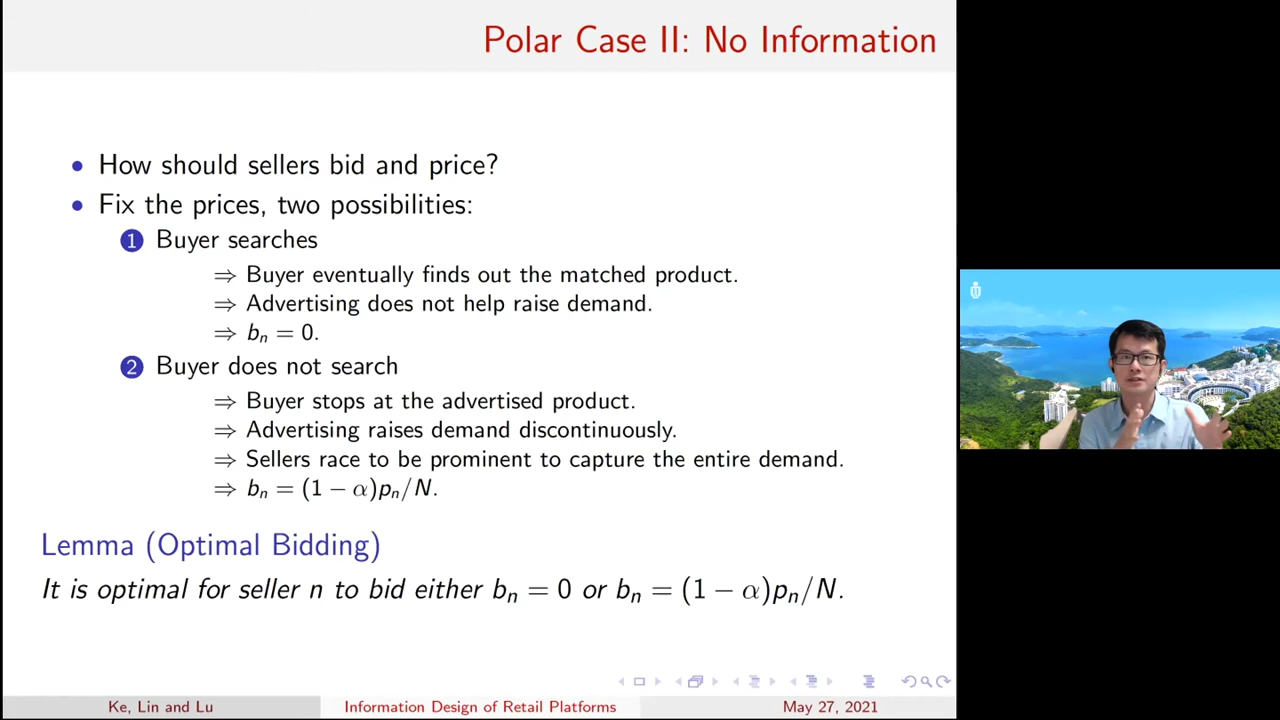 Polar Case II: No Information
• How should sellers bid and price?
• Fix the prices, two possibilities:
1 Buyer searches
⇒ Buyer eventually finds out the matched product.
⇒ Advertising does not help raise demand.
⇒ bₙ = 0.
2 Buyer does not search
⇒ Buyer stops at the advertised product.
⇒ Advertising raises demand discontinuously.
⇒ Sellers race to be prominent to capture the entire demand.
⇒ bₙ = (1 − α)pₙ/N.
Lemma (Optimal Bidding)
It is optimal for seller n to bid either bₙ = 0 or bₙ = (1 − α)pₙ/N.
Ke, Lin and Lu
Information Design of Retail Platforms
May 27, 2021